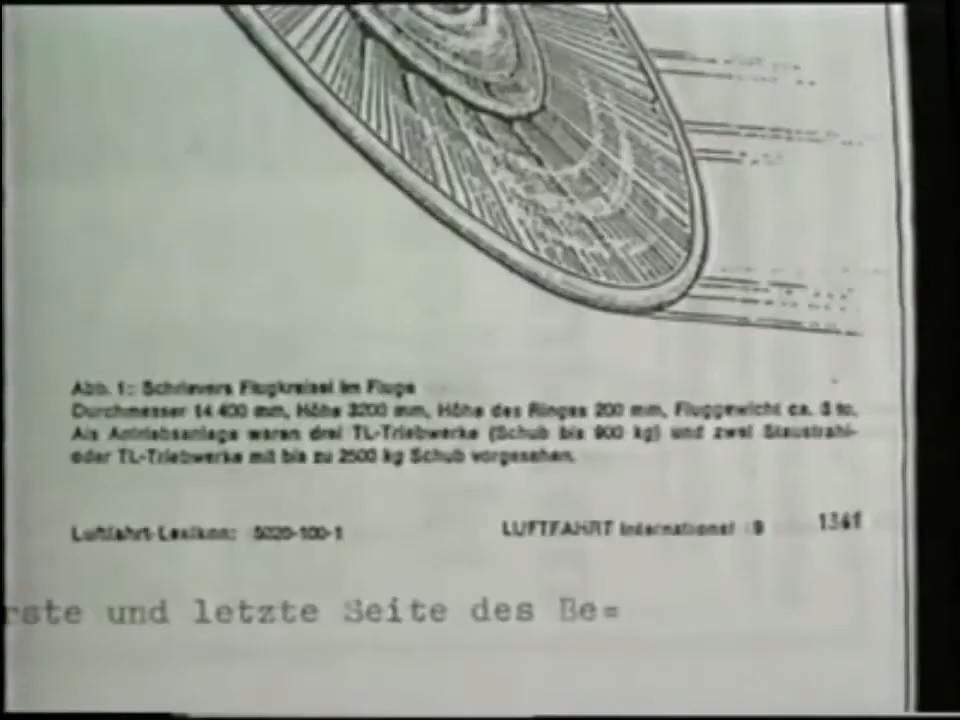 Abb. 1: Schrievers Flugkreisel im Fluge
Durchmesser 14 400 mm, Höhe 3200 mm, Höhe des Ringes 200 mm, Fluggewicht ca. 3 to.
Als Antriebsanlage waren drei TL-Triebwerke (Schub bis 900 kg) und zwei Staustrahl-
oder TL-Triebwerke mit bis zu 2500 kg Schub vorgesehen.
Luftfahrt-Lexikon: 5020-100-1
LUFTFAHRT International 9
rste und letzte Seite des Be=